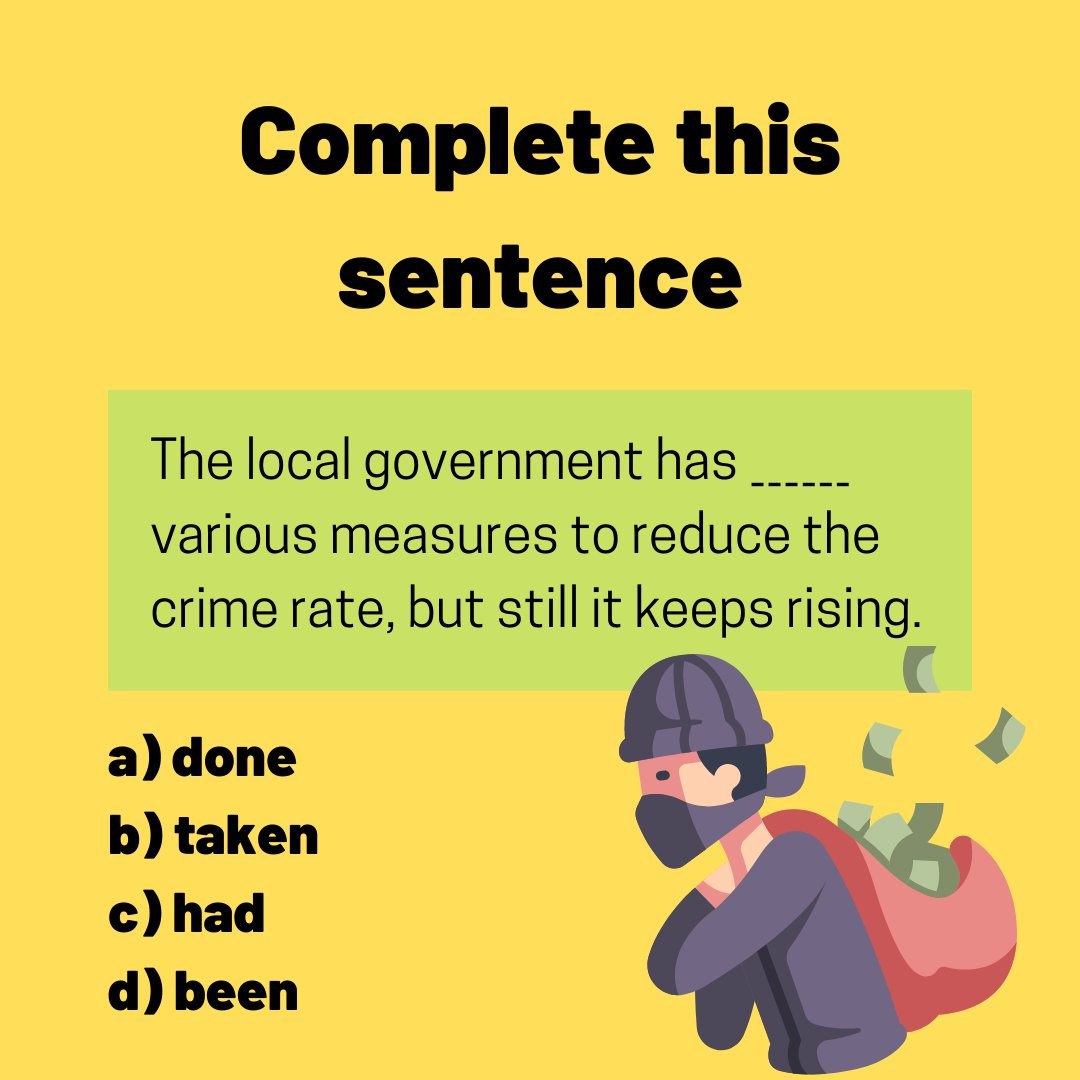 Complete this
sentence
The local government has ______
various measures to reduce the
crime rate, but still it keeps rising.
a) done
b) taken
c) had
d) been